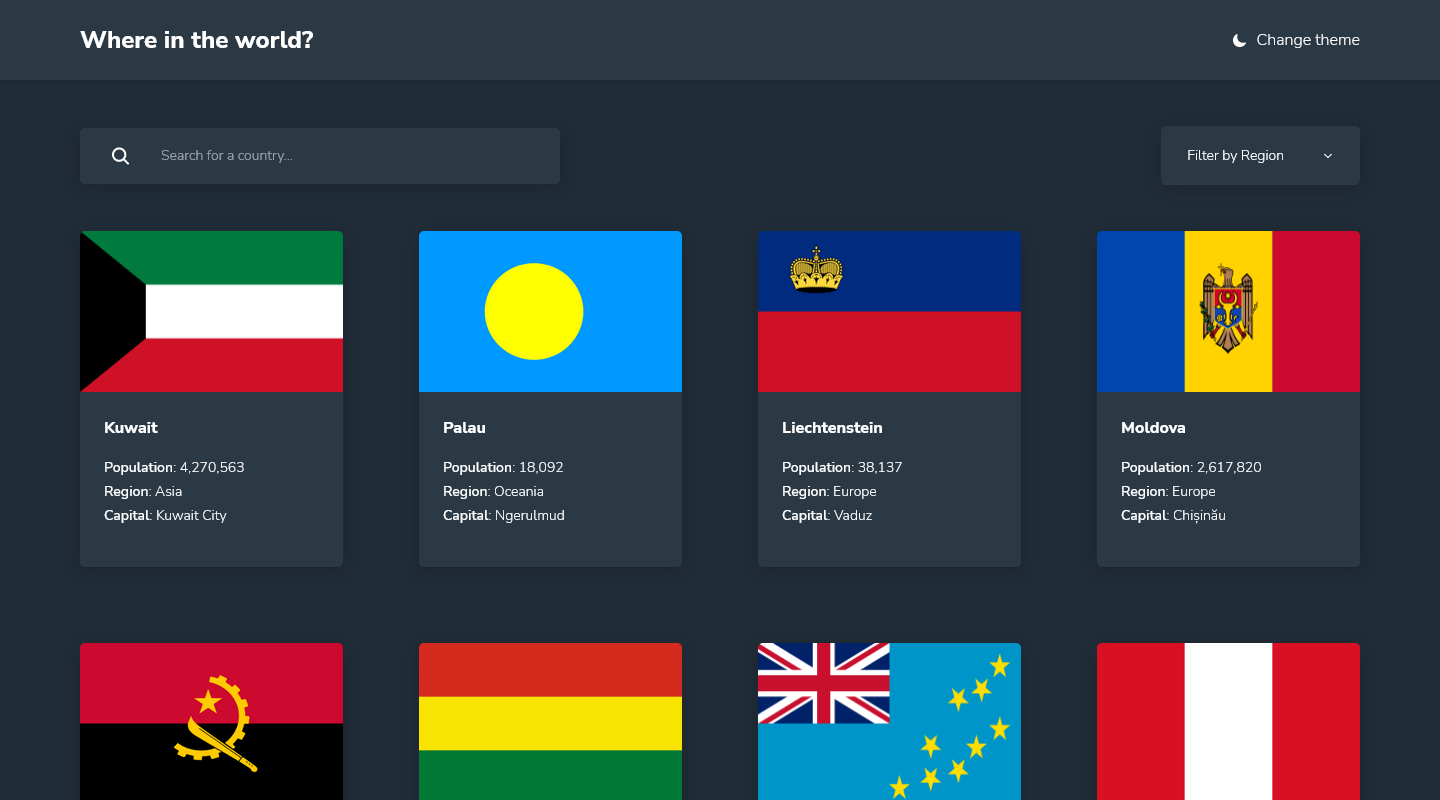 Where in the world?
Change theme
Search for a country...
Filter by Region
Kuwait
Population: 4,270,563
Region: Asia
Capital: Kuwait City
Palau
Population: 18,092
Region: Oceania
Capital: Ngerulmud
Liechtenstein
Population: 38,137
Region: Europe
Capital: Vaduz
Moldova
Population: 2,617,820
Region: Europe
Capital: Chișinău